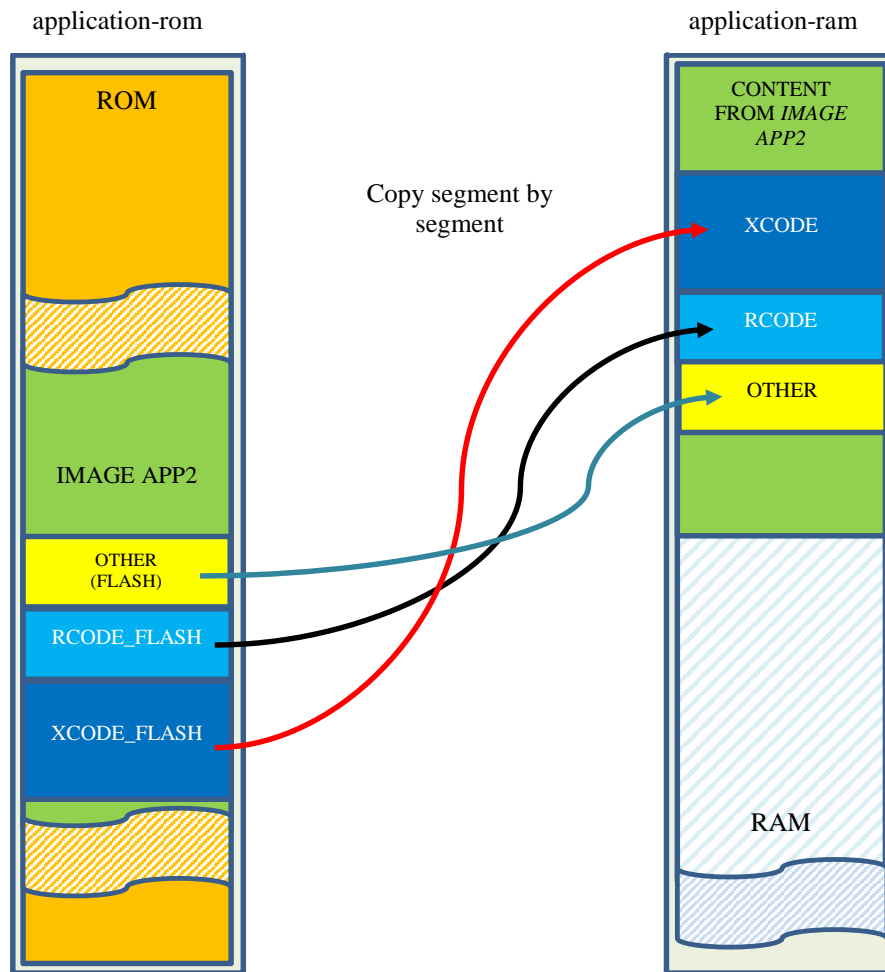 application-rom
ROM
IMAGE APP2
OTHER
(FLASH)
RCODE_FLASH
XCODE_FLASH
Copy segment by
segment
application-ram
CONTENT
FROM IMAGE
APP2
XCODE
RCODE
OTHER
RAM